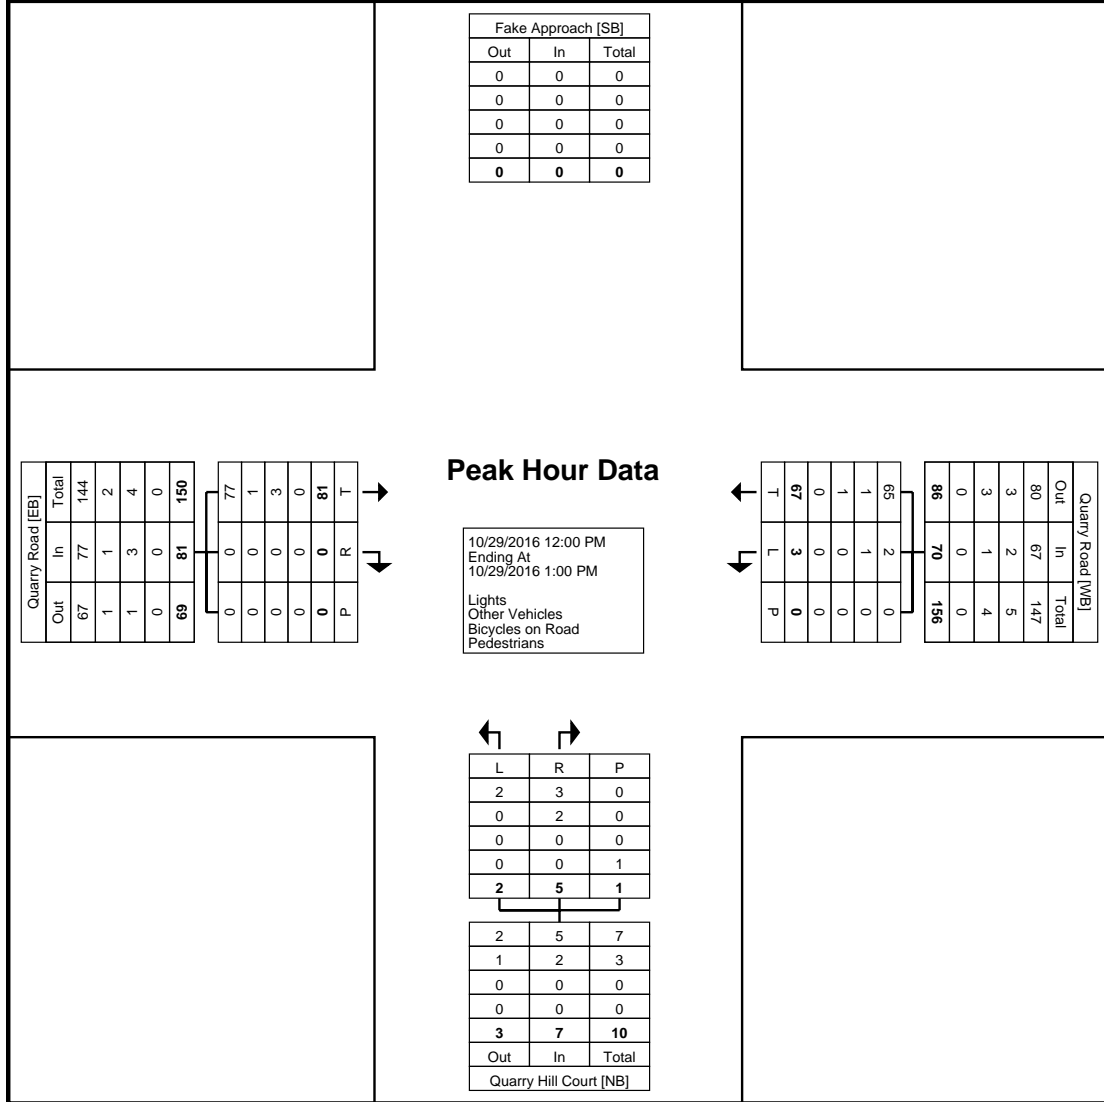 Fake Approach [SB]
Out In Total
0 0 0
0 0 0
0 0 0
0 0 0
0 0 0
Quarry Road [EB]
Total 144 2 4 0 150
In 77 1 3 0 81
Out 67 1 1 0 69
77 1 3 0 81 T
0 0 0 0 0 R
0 0 0 0 0 P
Peak Hour Data
10/29/2016 12:00 PM
Ending At
10/29/2016 1:00 PM
Lights
Other Vehicles
Bicycles on Road
Pedestrians
T 67 0 1 1 65
L 3 0 0 1 2
P 0 0 0 0 0
86 0 3 3 80 Out
70 0 1 2 67 In
156 0 4 5 147 Total
Quarry Road [WB]
L R P
2 3 0
0 2 0
0 0 0
0 0 1
2 5 1
2 5 7
1 2 3
0 0 0
0 0 0
3 7 10
Out In Total
Quarry Hill Court [NB]